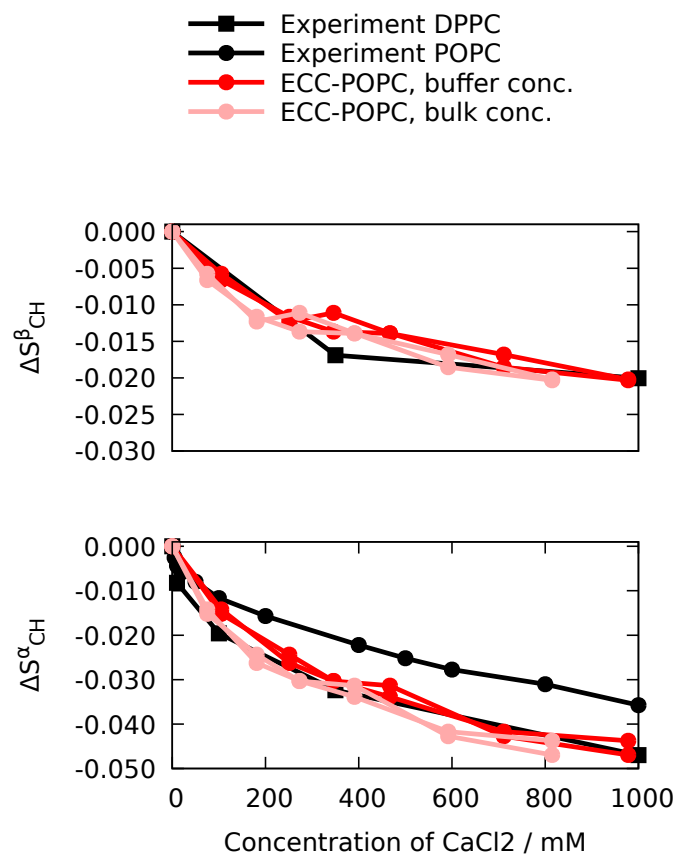 Experiment DPPC
Experiment POPC
ECC-POPC, buffer conc.
ECC-POPC, bulk conc.
0.000
-0.005
-0.010
-0.015
-0.020
-0.025
-0.030
ΔS^β_CH
0.000
-0.010
-0.020
-0.030
-0.040
-0.050
ΔS^α_CH
0 200 400 600 800 1000
Concentration of CaCl2 / mM